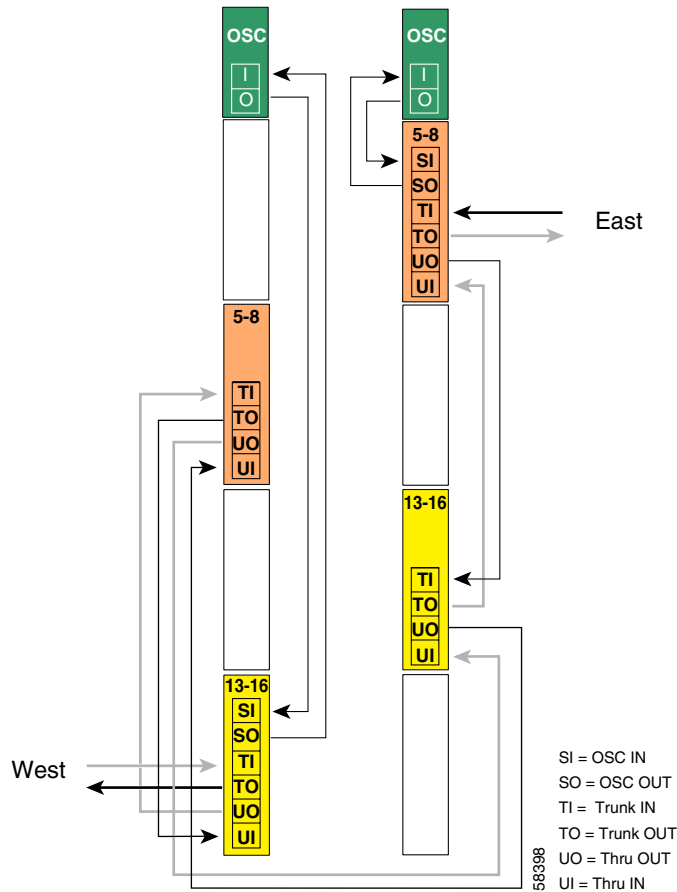 OSC
I
O
5-8
TI
TO
UO
UI
13-16
SI
SO
TI
TO
UO
UI
West
OSC
I
O
5-8
SI
SO
TI
TO
UO
UI
East
13-16
TI
TO
UO
UI
SI = OSC IN
SO = OSC OUT
TI = Trunk IN
TO = Trunk OUT
UO = Thru OUT
UI = Thru IN
58398